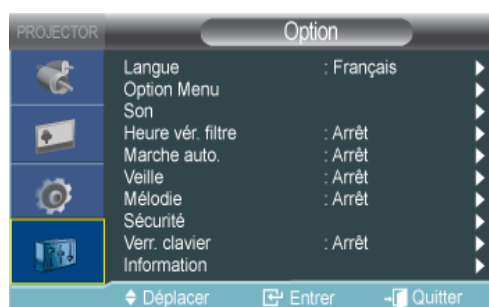 PROJECTOR Option
Langue : Français
Option Menu
Son
Heure vér. filtre : Arrêt
Marche auto. : Arrêt
Veille : Arrêt
Mélodie : Arrêt
Sécurité
Verr. clavier : Arrêt
Information
Déplacer Entrer Quitter